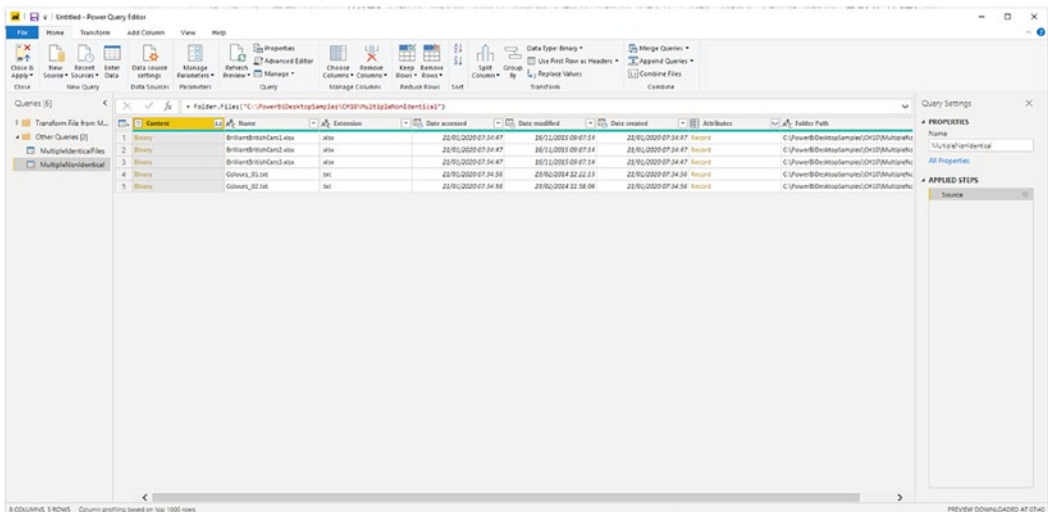 Untitled - Power Query Editor
File Home Transform Add Column View Help
Close & Apply
New Source
Recent Sources
Enter Data
Data source settings
Manage Parameters
Refresh Preview
Properties
Advanced Editor
Manage
Choose Columns
Remove Columns
Keep Rows
Remove Rows
Split Column
Group By
Data Type: Binary
Use First Row as Headers
Replace Values
Merge Queries
Append Queries
Combine Files
Close New Query Data Sources Parameters Query Manage Columns Reduce Rows Sort Transform Combine
Queries [6]
= Folder.Files("C:\PowerBiDesktopSamples\CH10\MultipleNonIdentical")
Transform File from M...
Other Queries [2]
MultipleIdenticalFiles
MultipleNonIdentical
Content Name Extension Date accessed Date modified Date created Attributes Folder Path
1 Binary BrilliantBritishCars1.xlsx .xlsx 21/01/2020 07:34:47 16/11/2015 09:07:14 21/01/2020 07:34:47 Record
2 Binary BrilliantBritishCars2.xlsx .xlsx 21/01/2020 07:34:47 16/11/2015 09:07:14 21/01/2020 07:34:47 Record
3 Binary BrilliantBritishCars3.xlsx .xlsx 21/01/2020 07:34:47 16/11/2015 09:07:14 21/01/2020 07:34:47 Record
4 Binary Colours_01.txt .txt 21/01/2020 07:34:56 21/01/2020 07:34:56 Record
5 Binary Colours_02.txt .txt 21/01/2020 07:34:56 21/01/2020 07:34:56 Record
Query Settings
PROPERTIES
Name
MultipleNonIdentical
All Properties
APPLIED STEPS
Source
8 COLUMNS, 5 ROWS Column profiling based on top 1000 rows
PREVIEW DOWNLOADED AT 07:40